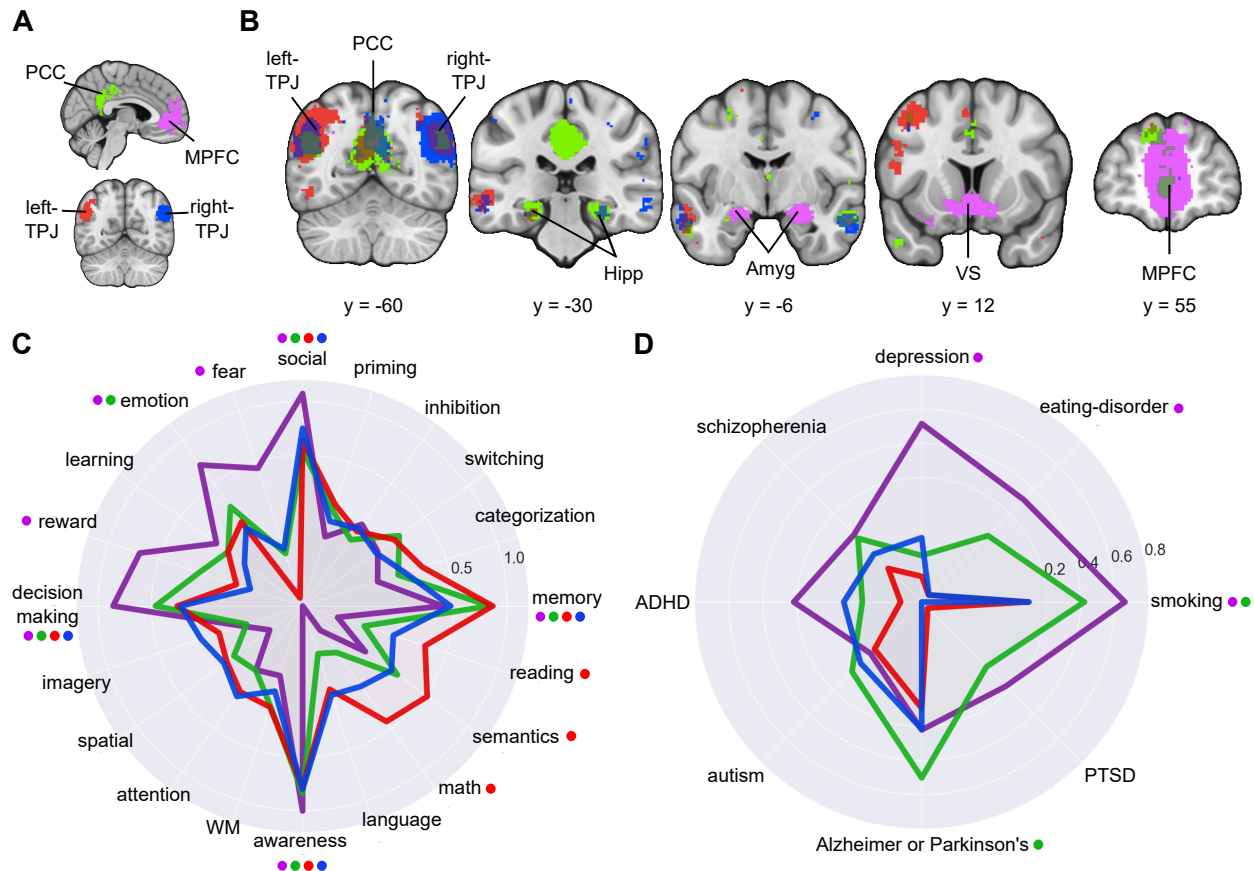 A
PCC
MPFC
left-
TPJ
right-
TPJ
B
left-
TPJ
PCC
right-
TPJ
Hipp
Amyg
VS
MPFC
y = -60
y = -30
y = -6
y = 12
y = 55
C
social
priming
inhibition
switching
categorization
0.5
1.0
memory
reading
semantics
math
language
awareness
WM
attention
spatial
imagery
decision
making
reward
learning
emotion
fear
D
depression
eating-disorder
0.2
0.4
0.6
0.8
smoking
PTSD
Alzheimer or Parkinson's
autism
ADHD
schizopherenia